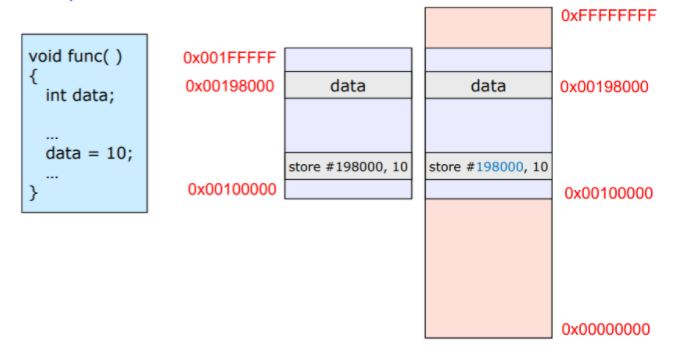 void func( )
{
int data;
...
data = 10;
...
}
0x001FFFFF
0x00198000
0x00100000
data
store #198000, 10
data
store #198000, 10
0xFFFFFFFF
0x00198000
0x00100000
0x00000000